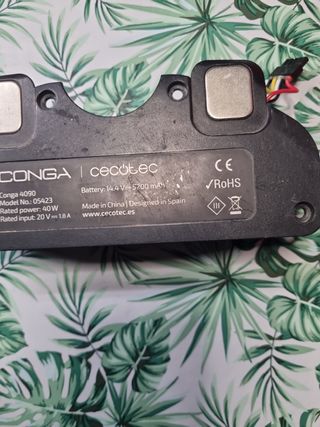 CONGA cecotec
Conga 4090
Model No.: 05423
Rated power: 40 W
Rated input: 20 V⎓1.8 A
Battery: 14.4 V⎓5700 mAh
Made in China | Designed in Spain
www.cecotec.es
CE
✓RoHS
III